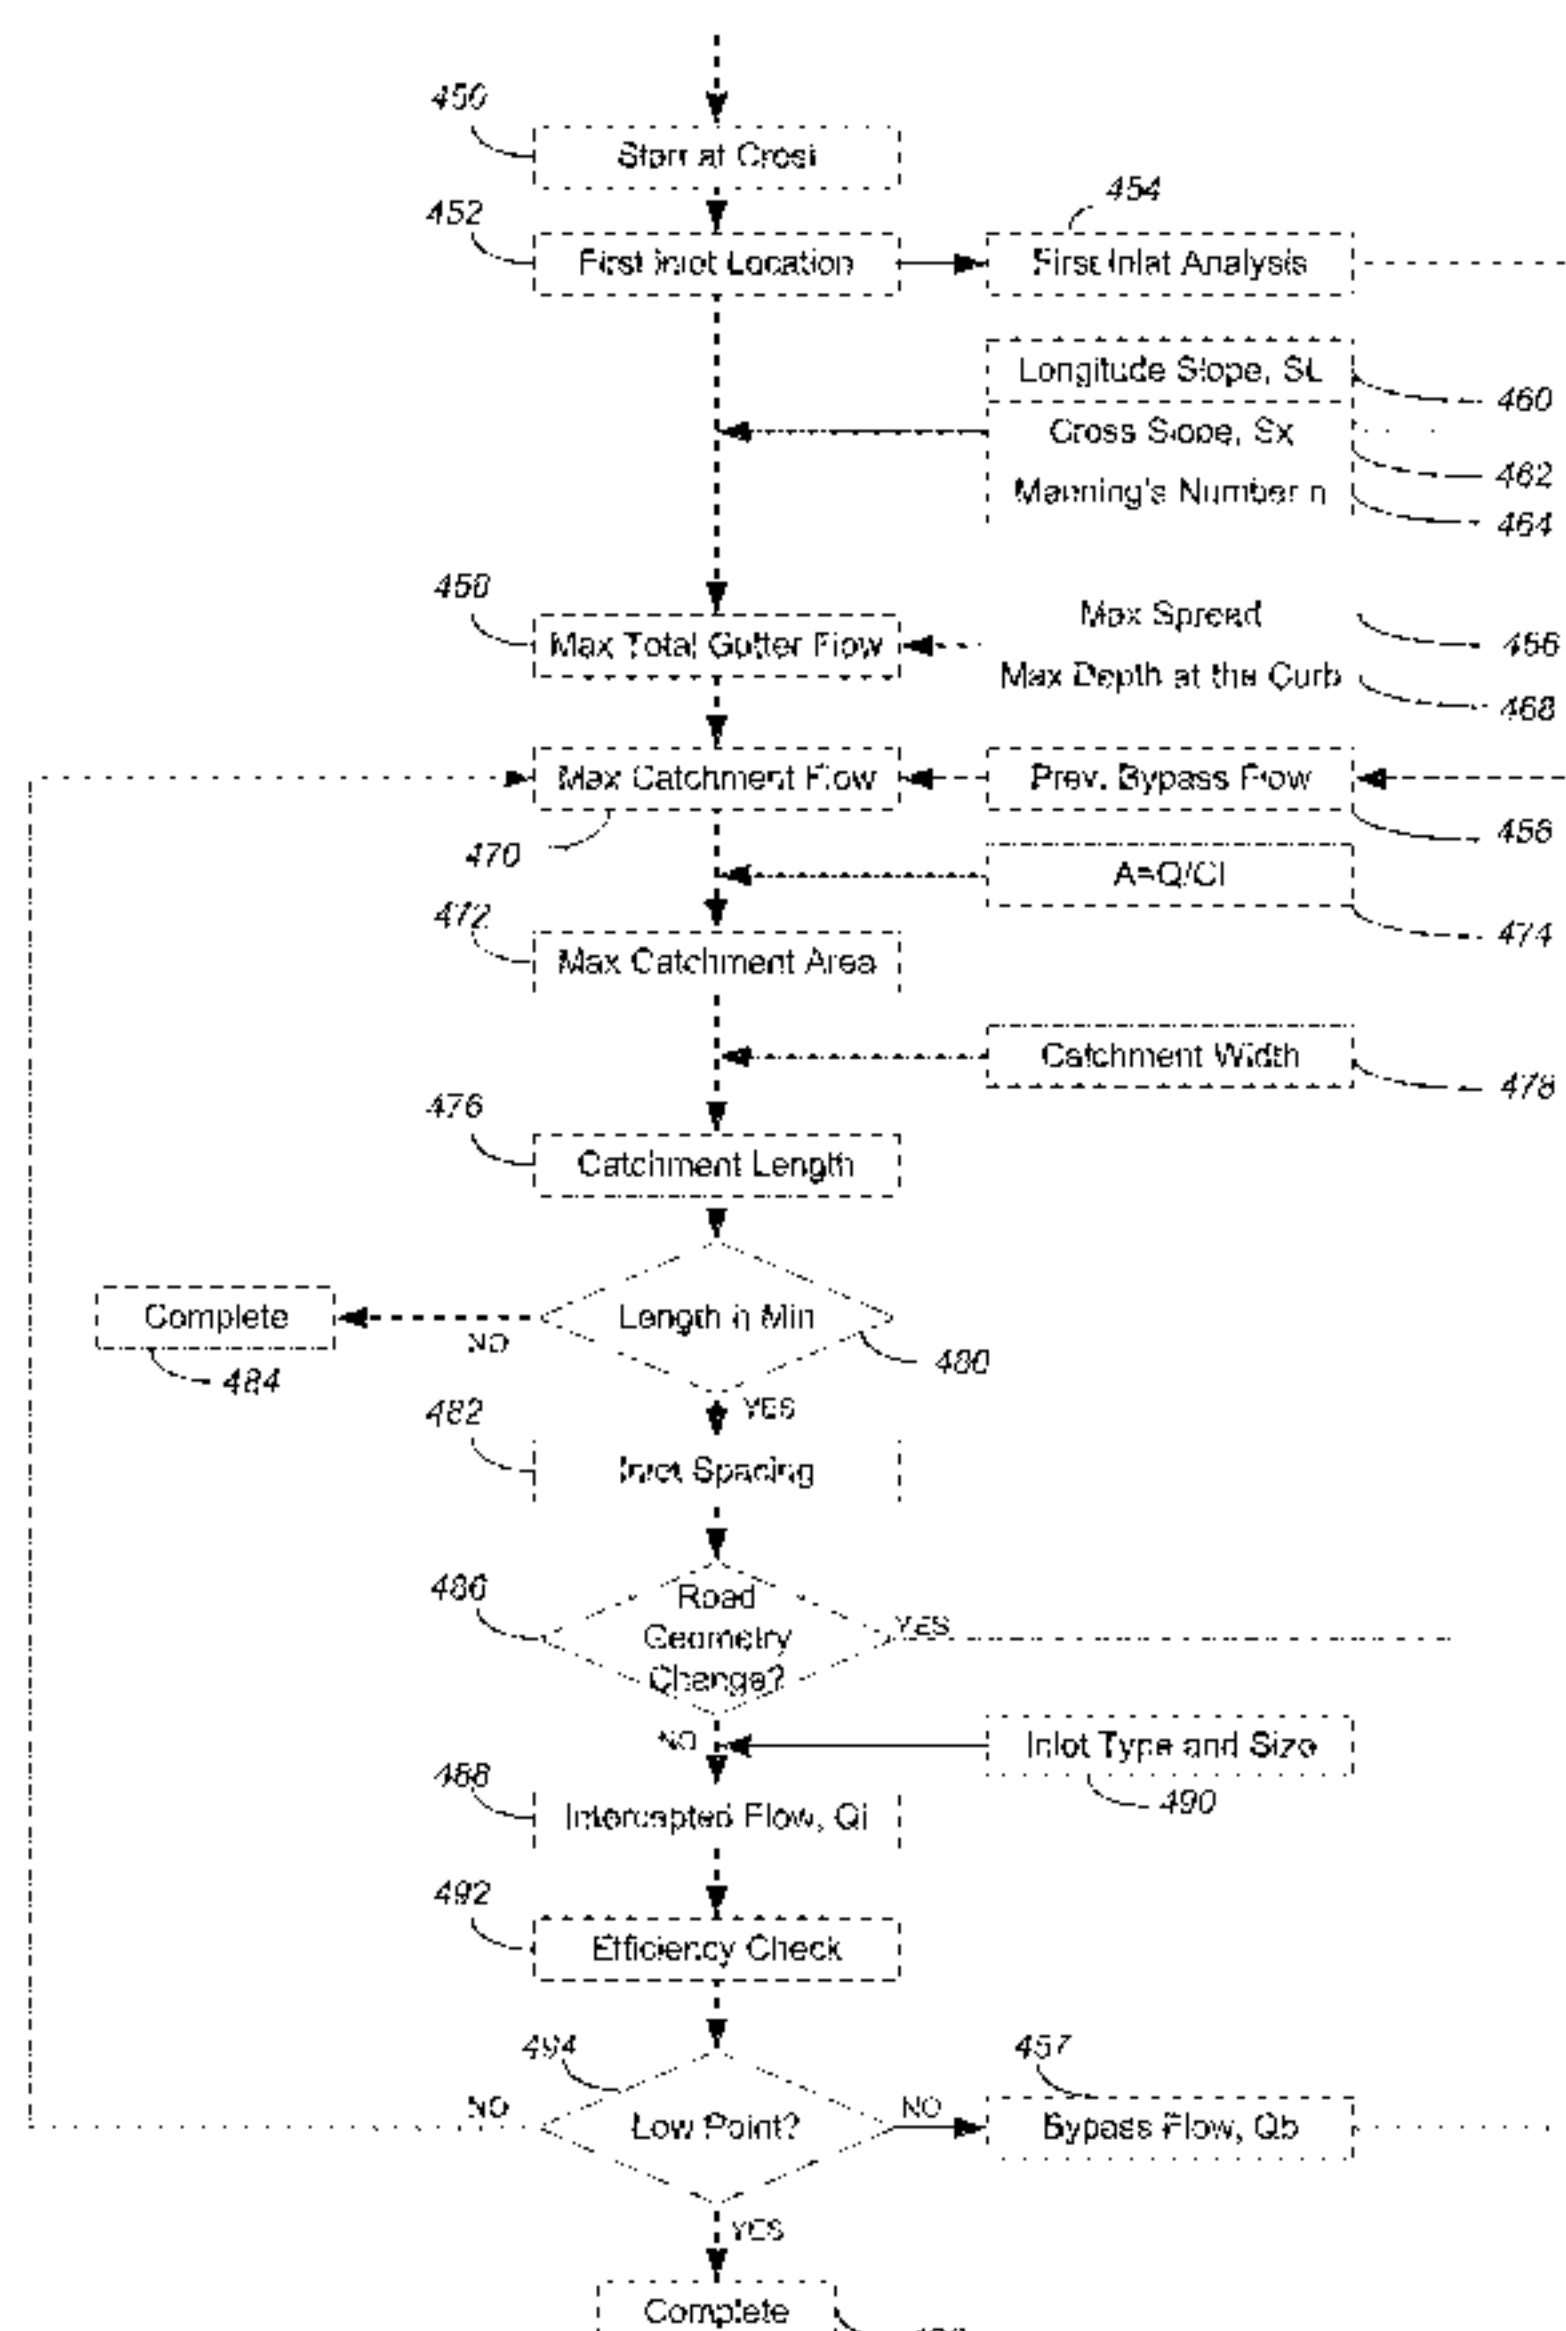 450
Start at Crest
452
454
First Inlet Location
First Inlet Analysis
Longitude Slope, SL
460
Cross Slope, Sx
462
Manning's Number n
464
458
Max Spread
Max Total Gutter Flow
456
Max Depth at the Curb
468
Max Catchment Flow
Prev. Bypass Flow
456
470
A=Q/CI
472
474
Max Catchment Area
Catchment Width
478
476
Catchment Length
Complete
Length Min
NO
480
484
482
YES
Inlet Spacing
486
Road
Geometry
Change?
YES
NO
Inlet Type and Size
488
490
Intercepted Flow, Qi
492
Efficiency Check
494
457
NO
Low Point?
NO
Bypass Flow, Qb
YES
Complete